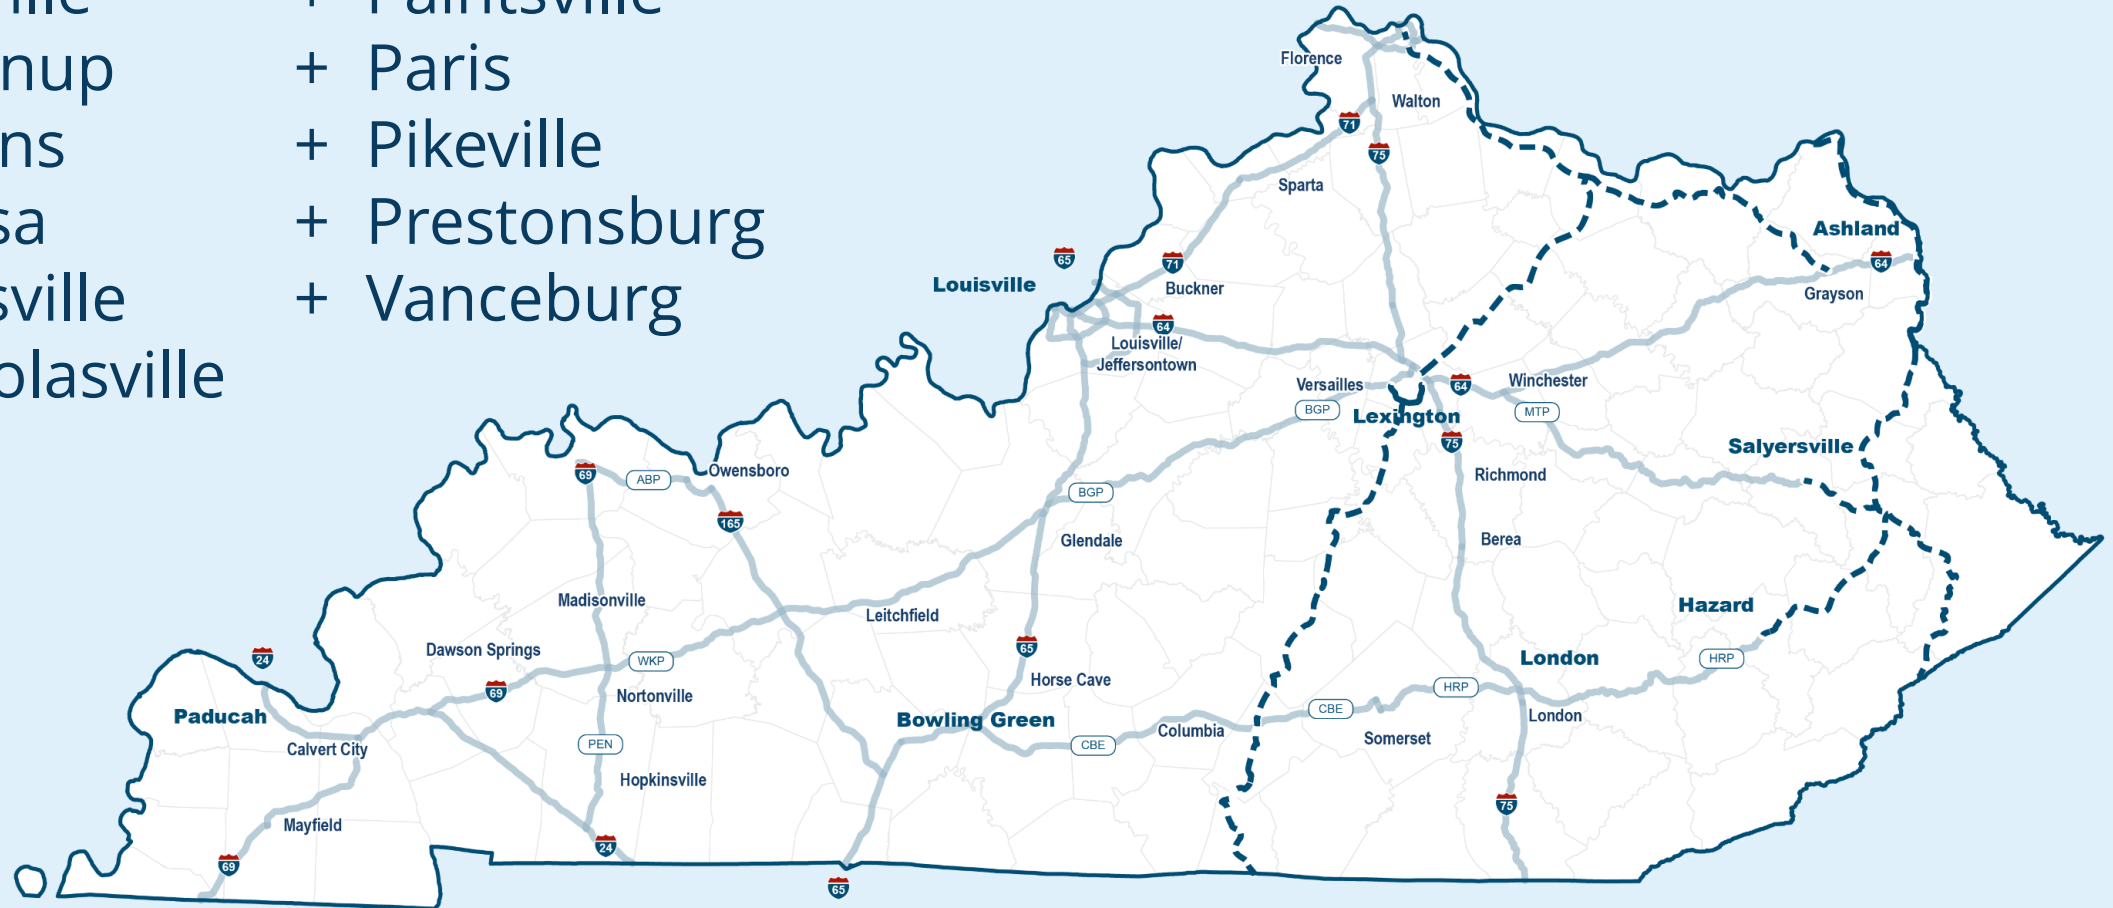 + Paintsville
nup
+ Paris
ns
+ Pikeville
sa
+ Prestonsburg
sville
+ Vanceburg
olasville
Florence
Walton
71
75
Sparta
Ashland
65
71
64
Louisville
Buckner
Grayson
64
Louisville/
Jeffersontown
Versailles
64
Winchester
BGP
Lexington
MTP
75
Salyersville
Owensboro
69
ABP
Richmond
BGP
165
Glendale
Berea
Madisonville
Hazard
Leitchfield
Dawson Springs
65
24
WKP
London
HRP
Horse Cave
69
Nortonville
HRP
Paducah
Bowling Green
CBE
London
Columbia
Calvert City
PEN
CBE
Somerset
Hopkinsville
75
Mayfield
24
69
65